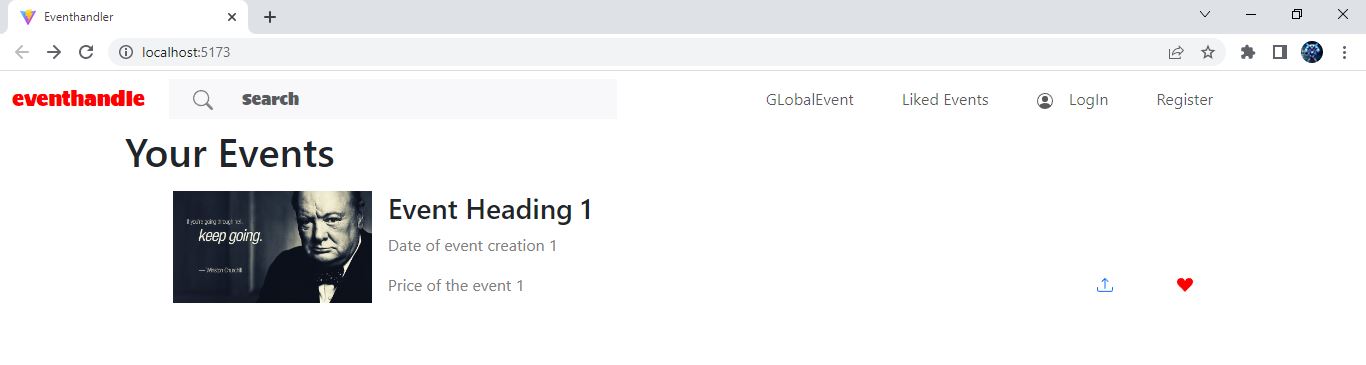 Eventhandler
localhost:5173
eventhandle
search
GLobalEvent
Liked Events
LogIn
Register
Your Events
If you're going through hell,
keep going.
— Winston Churchill
Event Heading 1
Date of event creation 1
Price of the event 1